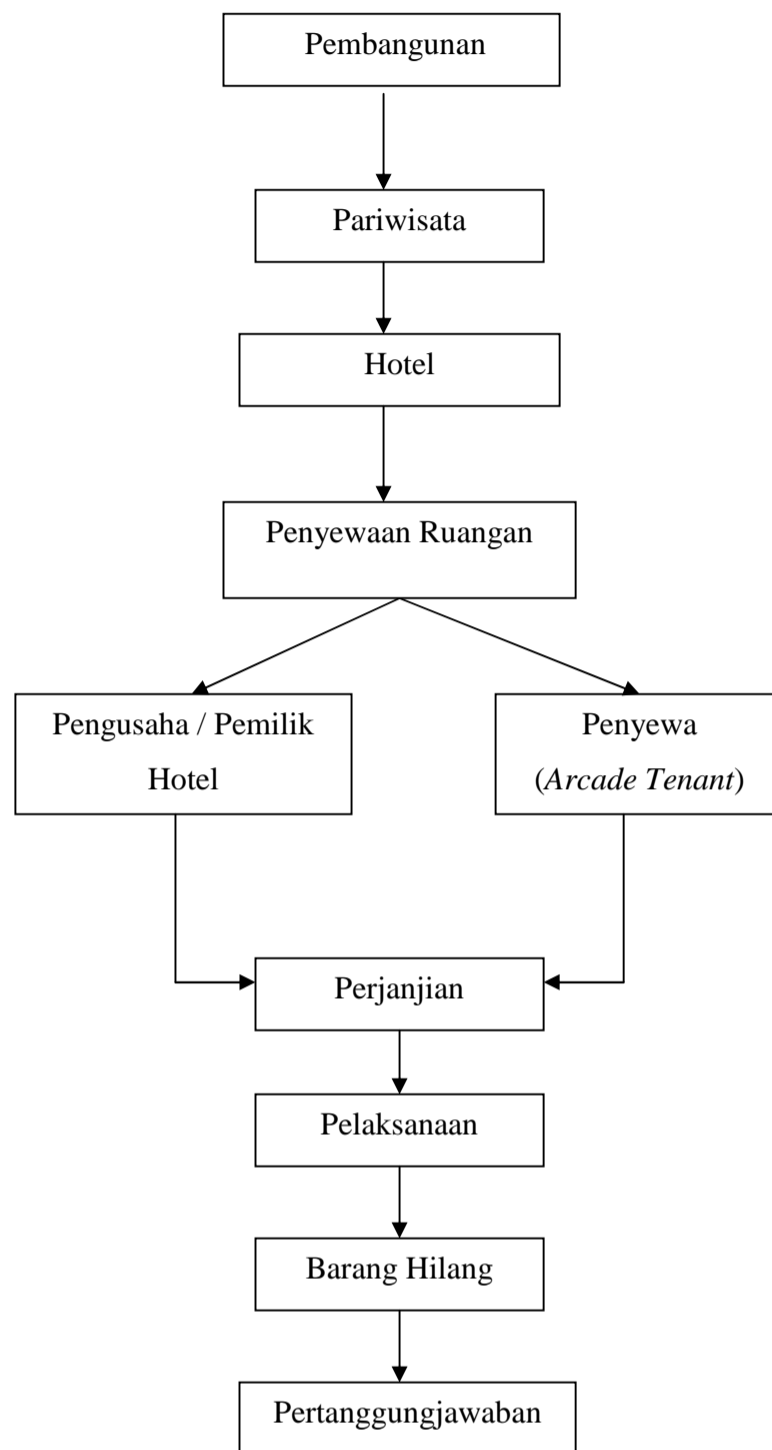 Pembangunan
Pariwisata
Hotel
Penyewaan Ruangan
Pengusaha / Pemilik
Hotel
Penyewa
(Arcade Tenant)
Perjanjian
Pelaksanaan
Barang Hilang
Pertanggungjawaban